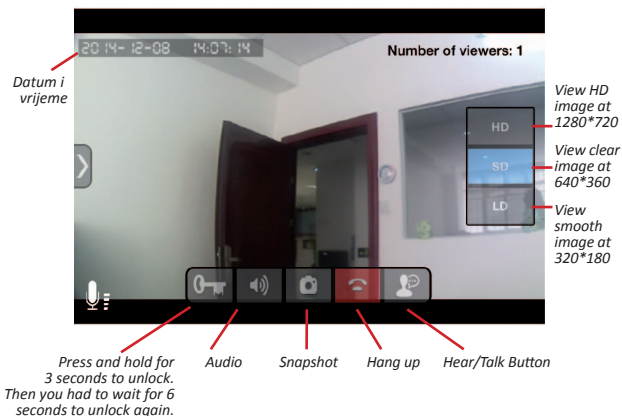 2014-12-08 14:07:14
Number of viewers: 1
Datum i
vrijeme
HD
SD
LD
View HD
image at
1280*720
View clear
image at
640*360
View
smooth
image at
320*180
Press and hold for
3 seconds to unlock.
Then you had to wait for 6
seconds to unlock again.
Audio
Snapshot
Hang up
Hear/Talk Button